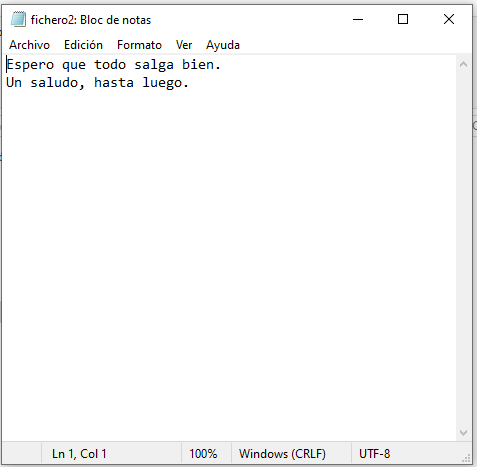 fichero2: Bloc de notas
Archivo Edición Formato Ver Ayuda
Espero que todo salga bien.
Un saludo, hasta luego.
Ln 1, Col 1 100% Windows (CRLF) UTF-8